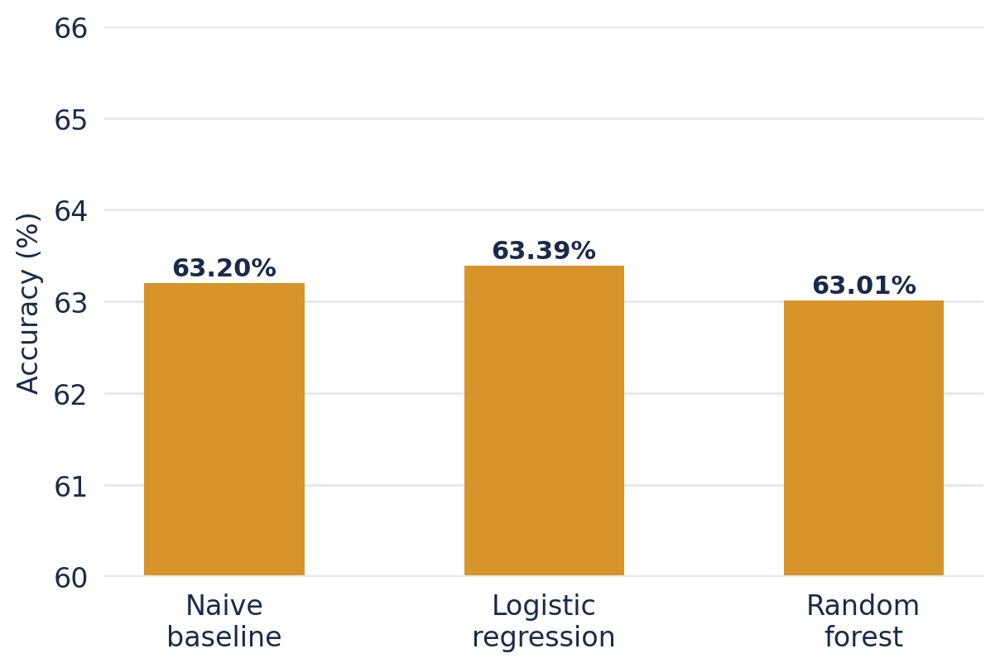 66
65
64
63
62
61
60
Accuracy (%)
63.20%
63.39%
63.01%
Naive
baseline
Logistic
regression
Random
forest